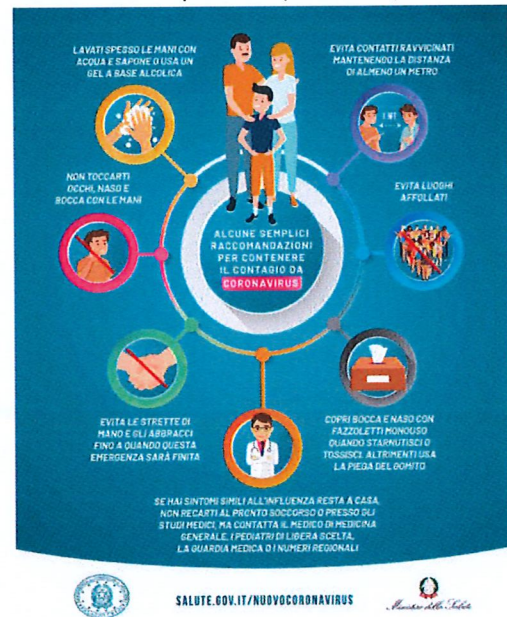 LAVATI SPESSO LE MANI CON
ACQUA E SAPONE O USA UN
GEL A BASE ALCOLICA
EVITA CONTATTI RAVVICINATI
MANTENENDO LA DISTANZA
DI ALMENO UN METRO
1 MT
NON TOCCARTI
OCCHI, NASO E
BOCCA CON LE MANI
EVITA LUOGHI
AFFOLLATI
ALCUNE SEMPLICI
RACCOMANDAZIONI
PER CONTENERE
IL CONTAGIO DA
CORONAVIRUS
EVITA LE STRETTE DI
MANO E GLI ABBRACCI
FINO A QUANDO QUESTA
EMERGENZA SARÀ FINITA
COPRI BOCCA E NASO CON
FAZZOLETTI MONOUSO
QUANDO STARNUTISCI O
TOSSISCI. ALTRIMENTI USA
LA PIEGA DEL GOMITO
SE HAI SINTOMI SIMILI ALL'INFLUENZA RESTA A CASA,
NON RECARTI AL PRONTO SOCCORSO O PRESSO GLI
STUDI MEDICI, MA CONTATTA IL MEDICO DI MEDICINA
GENERALE, I PEDIATRI DI LIBERA SCELTA,
LA GUARDIA MEDICA O I NUMERI REGIONALI
SALUTE.GOV.IT/NUOVOCORONAVIRUS
Ministero della Salute